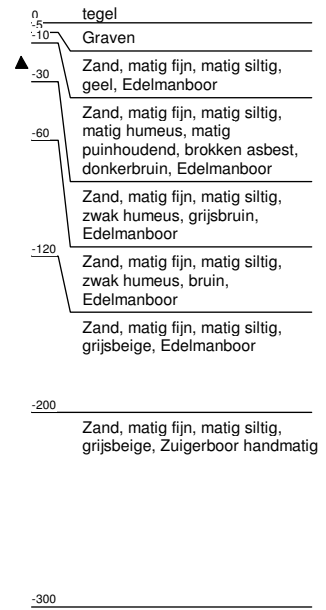 0
tegel
-5
Graven
-10
Zand, matig fijn, matig siltig,
geel, Edelmanboor
-30
Zand, matig fijn, matig siltig,
matig humeus, matig
puinhoudend, brokken asbest,
donkerbruin, Edelmanboor
-60
Zand, matig fijn, matig siltig,
zwak humeus, grijsbruin,
Edelmanboor
-120
Zand, matig fijn, matig siltig,
zwak humeus, bruin,
Edelmanboor
Zand, matig fijn, matig siltig,
grijsbeige, Edelmanboor
-200
Zand, matig fijn, matig siltig,
grijsbeige, Zuigerboor handmatig
-300